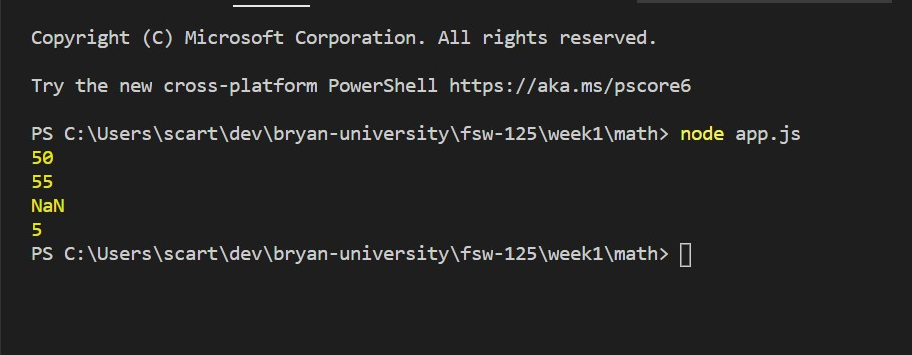 Copyright (C) Microsoft Corporation. All rights reserved.
Try the new cross-platform PowerShell https://aka.ms/pscore6
PS C:\Users\scart\dev\bryan-university\fsw-125\week1\math> node app.js
50
55
NaN
5
PS C:\Users\scart\dev\bryan-university\fsw-125\week1\math>